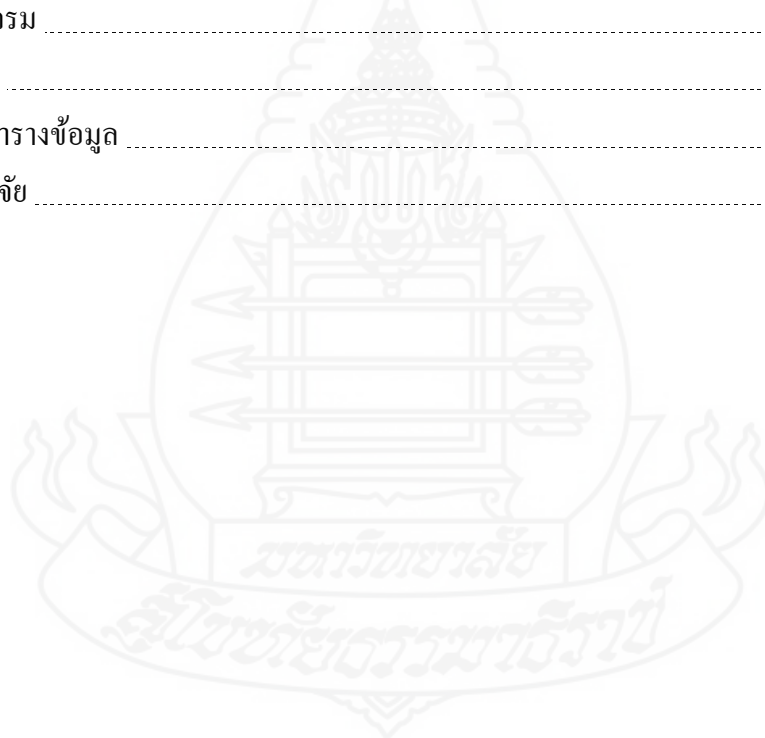 รม
ารางข้อมูล
จัย
มหาวิทยาลัย
สุโขทัยธรรมาธิราช